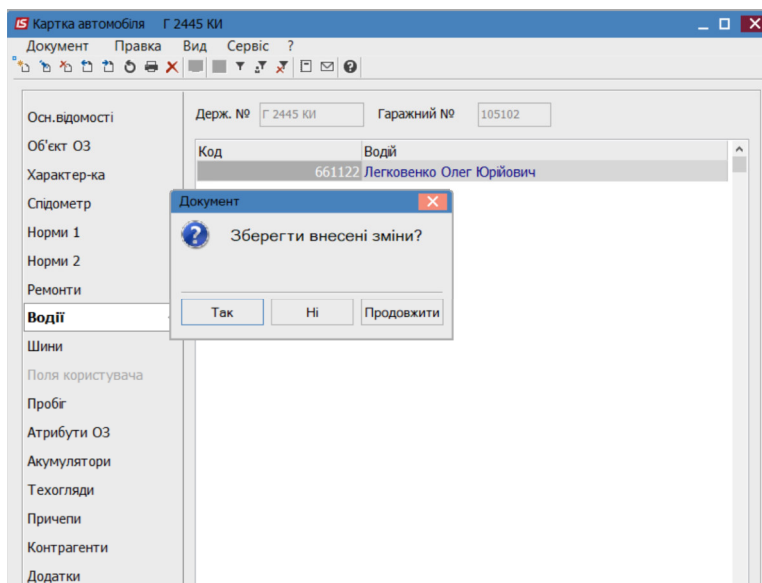 Картка автомобіля Г 2445 КИ
Документ Правка Вид Сервіс ?
Осн.відомості
Держ. № Г 2445 КИ Гаражний № 105102
Об'єкт ОЗ
Код Водій
661122 Легковенко Олег Юрійович
Характер-ка
Спідометр
Документ
Норми 1
Зберегти внесені зміни?
Норми 2
Ремонти
Водії
Так Ні Продовжити
Шини
Поля користувача
Пробіг
Атрибути ОЗ
Акумулятори
Техогляди
Причепи
Контрагенти
Додатки